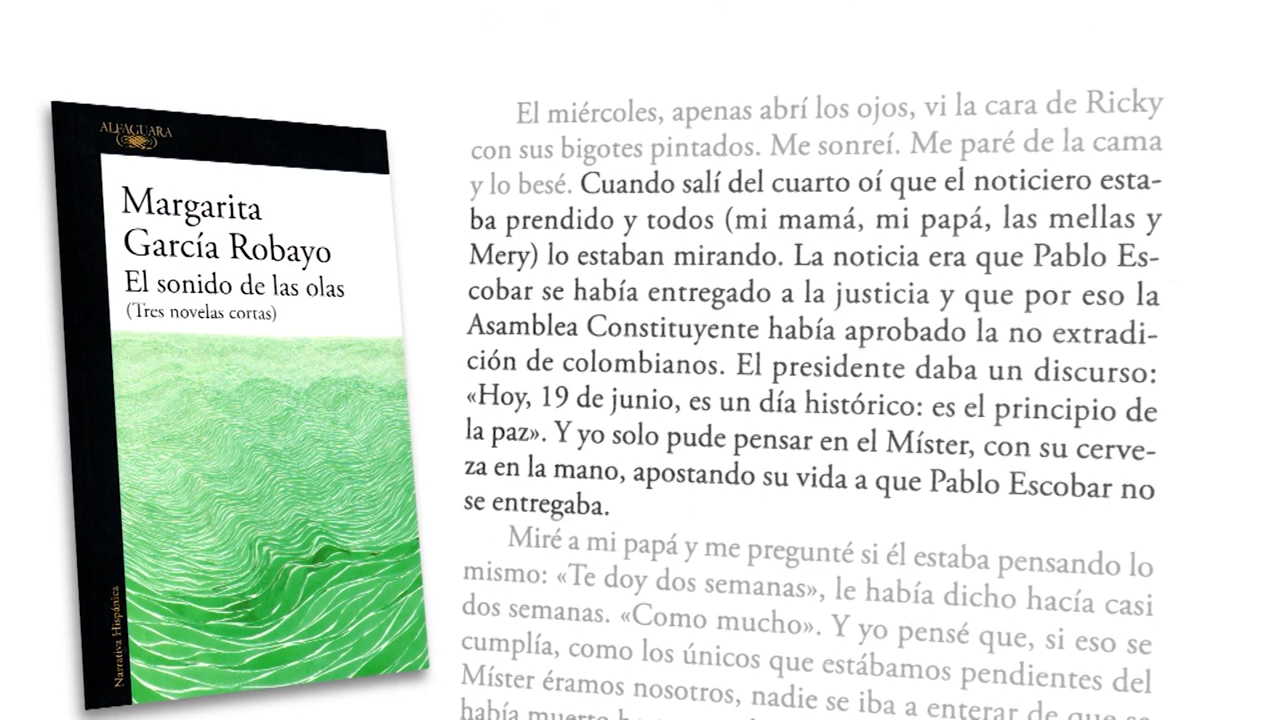 ALFAGUARA
Margarita
García Robayo
El sonido de las olas
(Tres novelas cortas)
Narrativa Hispánica
El miércoles, apenas abrí los ojos, vi la cara de Ricky
con sus bigotes pintados. Me sonreí. Me paré de la cama
y lo besé. Cuando salí del cuarto oí que el noticiero esta-
ba prendido y todos (mi mamá, mi papá, las mellas y
Mery) lo estaban mirando. La noticia era que Pablo Es-
cobar se había entregado a la justicia y que por eso la
Asamblea Constituyente había aprobado la no extradi-
ción de colombianos. El presidente daba un discurso:
«Hoy, 19 de junio, es un día histórico: es el principio de
la paz». Y yo solo pude pensar en el Míster, con su cerve-
za en la mano, apostando su vida a que Pablo Escobar no
se entregaba.
Miré a mi papá y me pregunté si él estaba pensando lo
mismo: «Te doy dos semanas», le había dicho hacía casi
dos semanas. «Como mucho». Y yo pensé que, si eso se
cumplía, como los únicos que estábamos pendientes del
Míster éramos nosotros, nadie se iba a enterar de que se
había muerto